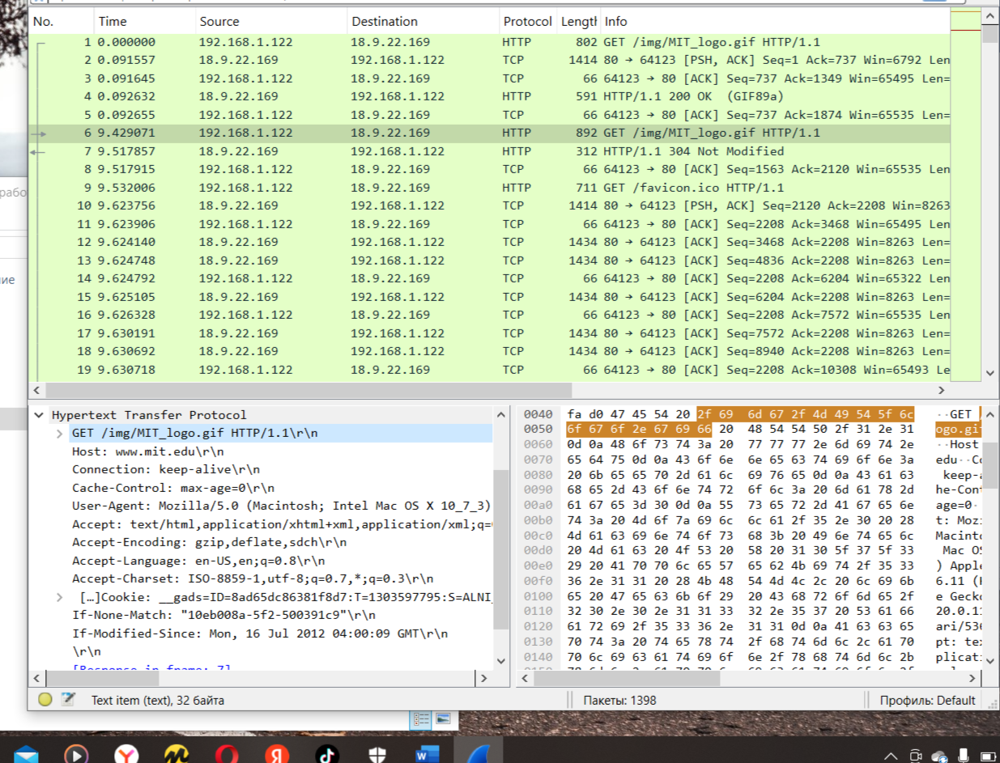 No. Time Source Destination Protocol Length Info
1 0.000000 192.168.1.122 18.9.22.169 HTTP 802 GET /img/MIT_logo.gif HTTP/1.1
2 0.091557 18.9.22.169 192.168.1.122 TCP 1414 80 → 64123 [PSH, ACK] Seq=1 Ack=737 Win=6792 Len
3 0.091645 192.168.1.122 18.9.22.169 TCP 66 64123 → 80 [ACK] Seq=737 Ack=1349 Win=65495 Len=
4 0.092632 18.9.22.169 192.168.1.122 HTTP 591 HTTP/1.1 200 OK (GIF89a)
5 0.092655 192.168.1.122 18.9.22.169 TCP 66 64123 → 80 [ACK] Seq=737 Ack=1874 Win=65535 Len=
6 9.429071 192.168.1.122 18.9.22.169 HTTP 892 GET /img/MIT_logo.gif HTTP/1.1
7 9.517857 18.9.22.169 192.168.1.122 HTTP 312 HTTP/1.1 304 Not Modified
8 9.517915 192.168.1.122 18.9.22.169 TCP 66 64123 → 80 [ACK] Seq=1563 Ack=2120 Win=65535 Len
9 9.532006 192.168.1.122 18.9.22.169 HTTP 711 GET /favicon.ico HTTP/1.1
10 9.623756 18.9.22.169 192.168.1.122 TCP 1414 80 → 64123 [PSH, ACK] Seq=2120 Ack=2208 Win=8263
11 9.623906 192.168.1.122 18.9.22.169 TCP 66 64123 → 80 [ACK] Seq=2208 Ack=3468 Win=65495 Len=
12 9.624140 18.9.22.169 192.168.1.122 TCP 1434 80 → 64123 [ACK] Seq=3468 Ack=2208 Win=8263 Len=
13 9.624748 18.9.22.169 192.168.1.122 TCP 1434 80 → 64123 [ACK] Seq=4836 Ack=2208 Win=8263 Len=
14 9.624792 192.168.1.122 18.9.22.169 TCP 66 64123 → 80 [ACK] Seq=2208 Ack=6204 Win=65322 Len
15 9.625105 18.9.22.169 192.168.1.122 TCP 1434 80 → 64123 [ACK] Seq=6204 Ack=2208 Win=8263 Len=
16 9.626328 192.168.1.122 18.9.22.169 TCP 66 64123 → 80 [ACK] Seq=2208 Ack=7572 Win=65535 Len
17 9.630191 18.9.22.169 192.168.1.122 TCP 1434 80 → 64123 [ACK] Seq=7572 Ack=2208 Win=8263 Len=
18 9.630692 18.9.22.169 192.168.1.122 TCP 1434 80 → 64123 [ACK] Seq=8940 Ack=2208 Win=8263 Len=
19 9.630718 192.168.1.122 18.9.22.169 TCP 66 64123 → 80 [ACK] Seq=2208 Ack=10308 Win=65493 Le
Hypertext Transfer Protocol
GET /img/MIT_logo.gif HTTP/1.1\r\n
Host: www.mit.edu\r\n
Connection: keep-alive\r\n
Cache-Control: max-age=0\r\n
User-Agent: Mozilla/5.0 (Macintosh; Intel Mac OS X 10_7_3)
Accept: text/html,application/xhtml+xml,application/xml;q=
Accept-Encoding: gzip,deflate,sdch\r\n
Accept-Language: en-US,en;q=0.8\r\n
Accept-Charset: ISO-8859-1,utf-8;q=0.7,*;q=0.3\r\n
[…]Cookie: __gads=ID=8ad65dc86381f8d7:T=1303597795:S=ALNI_
If-None-Match: "10eb008a-5f2-500391c9"\r\n
If-Modified-Since: Mon, 16 Jul 2012 04:00:09 GMT\r\n
\r\n
[Response in frame: 7]
0040 fa d0 47 45 54 20 2f 69 6d 67 2f 4d 49 54 5f 6c ··GET /
0050 6f 67 6f 2e 67 69 66 20 48 54 54 50 2f 31 2e 31 ogo.gif
0060 0d 0a 48 6f 73 74 3a 20 77 77 77 2e 6d 69 74 2e ··Host
0070 65 64 75 0d 0a 43 6f 6e 6e 65 63 74 69 6f 6e 3a edu··Co
0080 20 6b 65 65 70 2d 61 6c 69 76 65 0d 0a 43 61 63 keep-a
0090 68 65 2d 43 6f 6e 74 72 6f 6c 3a 20 6d 61 78 2d he-Cont
00a0 61 67 65 3d 30 0d 0a 55 73 65 72 2d 41 67 65 6e age=0·
00b0 74 3a 20 4d 6f 7a 69 6c 6c 61 2f 35 2e 30 20 28 t: Moz
00c0 4d 61 63 69 6e 74 6f 73 68 3b 20 49 6e 74 65 6c Macinto
00d0 20 4d 61 63 20 4f 53 20 58 20 31 30 5f 37 5f 33 Mac OS
00e0 29 20 41 70 70 6c 65 57 65 62 4b 69 74 2f 35 33 ) Apple
00f0 36 2e 31 31 20 28 4b 48 54 4d 4c 2c 20 6c 69 6b 6.11 (K
0100 65 20 47 65 63 6b 6f 29 20 43 68 72 6f 6d 65 2f e Gecko
0110 32 30 2e 30 2e 31 31 33 32 2e 35 37 20 53 61 66 20.0.11
0120 61 72 69 2f 35 33 36 2e 31 31 0d 0a 41 63 63 65 ari/536
0130 70 74 3a 20 74 65 78 74 2f 68 74 6d 6c 2c 61 70 pt: tex
0140 70 6c 69 63 61 74 69 6f 6e 2f 78 68 74 6d 6c 2b plicat
Text item (text), 32 байта Пакеты: 1398 Профиль: Default